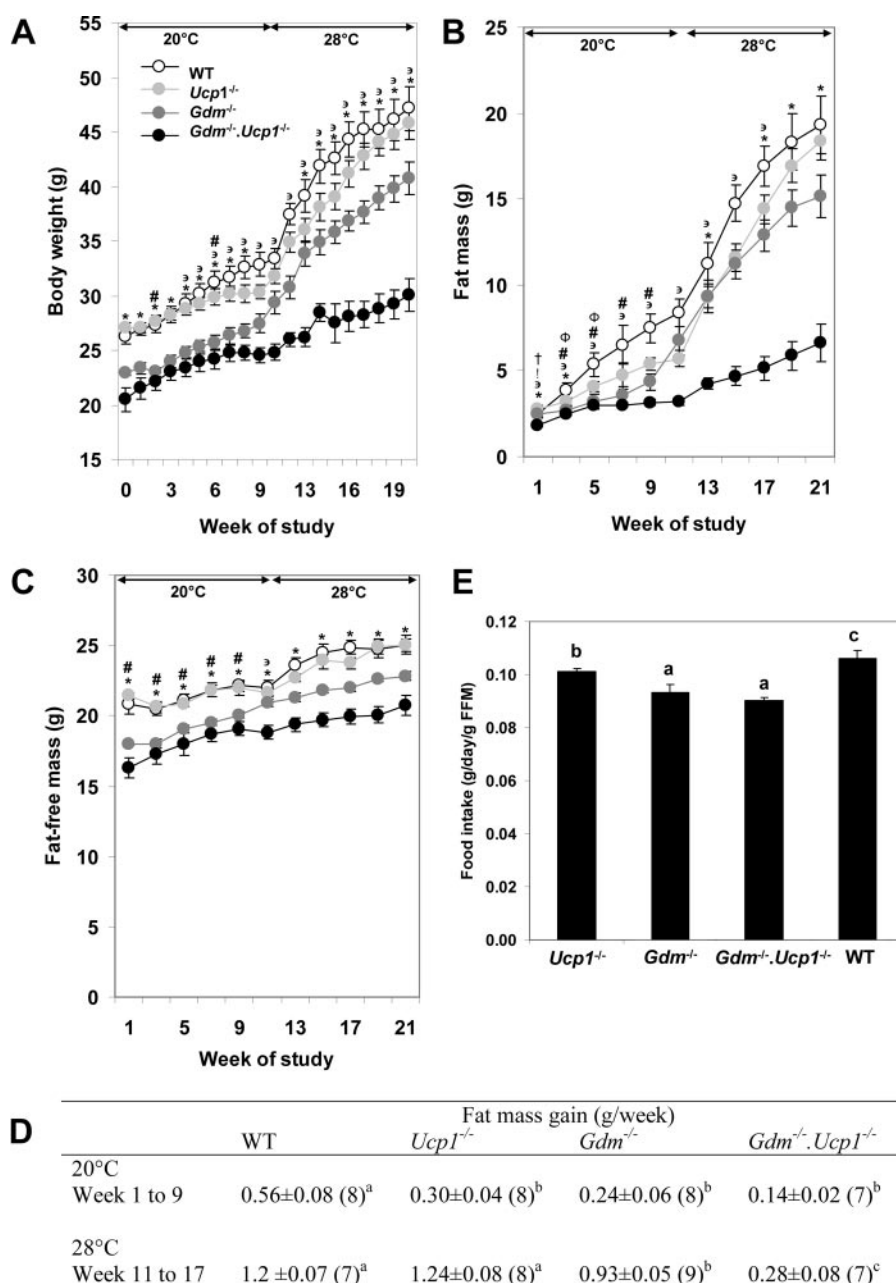 A
20°C 28°C
WT
Ucp1-/-
Gdm-/-
Gdm-/-.Ucp1-/-
Body weight (g)
55
50
45
40
35
30
25
20
15
0 3 6 9 13 16 19
Week of study
B
20°C 28°C
Fat mass (g)
25
20
15
10
5
0
1 5 9 13 17 21
Week of study
C
20°C 28°C
Fat-free mass (g)
30
25
20
15
10
5
0
1 5 9 13 17 21
Week of study
E
Food intake (g/day/g FFM)
0.12
0.10
0.08
0.06
0.04
0.02
0.00
b a a c
Ucp1-/- Gdm-/- Gdm-/-.Ucp1-/- WT
D
Fat mass gain (g/week)
WT Ucp1-/- Gdm-/- Gdm-/-.Ucp1-/-
20°C
Week 1 to 9 0.56±0.08 (8)a 0.30±0.04 (8)b 0.24±0.06 (8)b 0.14±0.02 (7)b
28°C
Week 11 to 17 1.2 ±0.07 (7)a 1.24±0.08 (8)a 0.93±0.05 (9)b 0.28±0.08 (7)c